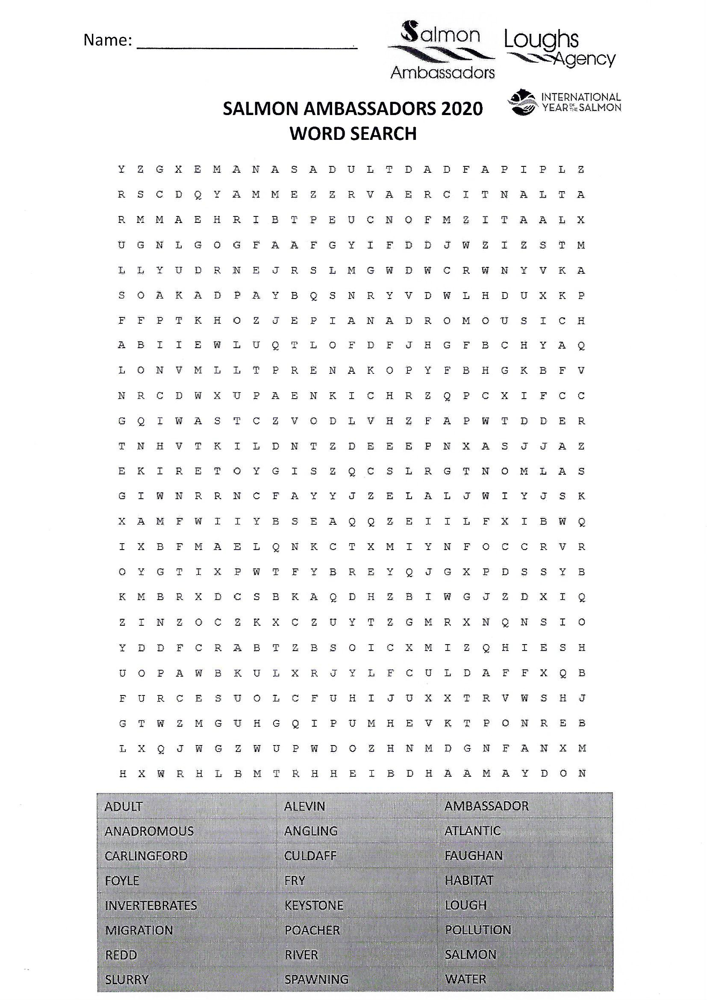 Name:
Salmon
Ambassadors
Loughs
Agency
INTERNATIONAL
YEAR OF THE SALMON
SALMON AMBASSADORS 2020
WORD SEARCH
Y Z G X E M A N A S A D U L T D A D F A P I P L Z
R S C D Q Y A M M E Z Z R V A E R C I T N A L T A
R M M A E H R I B T P E U C N O F M Z I T A A L X
U G N L G O G F A A F G Y I F D D J W Z I Z S T M
L L Y U D R N E J R S L M G W D W C R W N Y V K A
S O A K A D P A Y B Q S N R Y V D W L H D U X K P
F F P T K H O Z J E P I A N A D R O M O U S I C H
A B I I E W L U Q T L O F D F J H G F B C H Y A Q
L O N V M L L T P R E N A K O P Y F B H G K B F V
N R C D W X U P A E N K I C H R Z Q P C X I F C C
G Q I W A S T C Z V O D L V H Z F A P W T D D E R
T N H V T K I L D N T Z D E E E P N X A S J J A Z
E K I R E T O Y G I S Z Q C S L R G T N O M L A S
G I W N R R N C F A Y Y J Z E L A L J W I Y J S K
X A M F W I I Y B S E A Q Q Z E I I L F X I B W Q
I X B F M A E L Q N K C T X M I Y N F O C C R V R
O Y G T I X P W T F Y B R E Y Q J G X P D S S Y B
K M B R X D C S B K A Q D H Z B I W G J Z D X I Q
Z I N Z O C Z K X C Z U Y T Z G M R X N Q N S I O
Y D D F C R A B T Z B S O I C X M I Z Q H I E S H
U O P A W B K U L X R J Y L F C U L D A F F X Q B
F U R C E S U O L C F U H I J U X X T R V W S H J
G T W Z M G U H G Q I P U M H E V K T P O N R E B
L X Q J W G Z W U P W D O Z H N M D G N F A N X M
H X W R H L B M T R H H E I B D H A A M A Y D O N
ADULT ALEVIN AMBASSADOR
ANADROMOUS ANGLING ATLANTIC
CARLINGFORD CULDAFF FAUGHAN
FOYLE FRY HABITAT
INVERTEBRATES KEYSTONE LOUGH
MIGRATION POACHER POLLUTION
REDD RIVER SALMON
SLURRY SPAWNING WATER